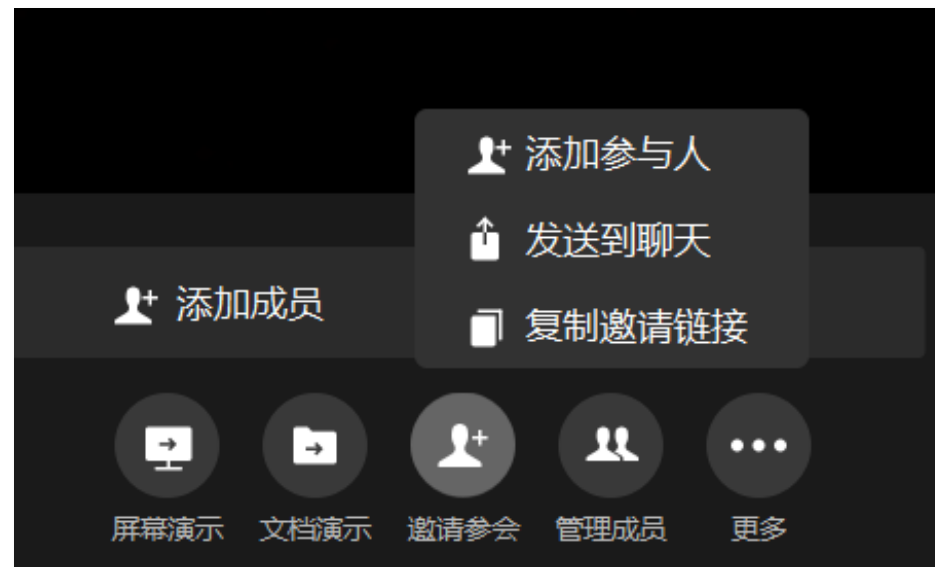 添加参与人
发送到聊天
添加成员
复制邀请链接
屏幕演示 文档演示 邀请参会 管理成员 更多